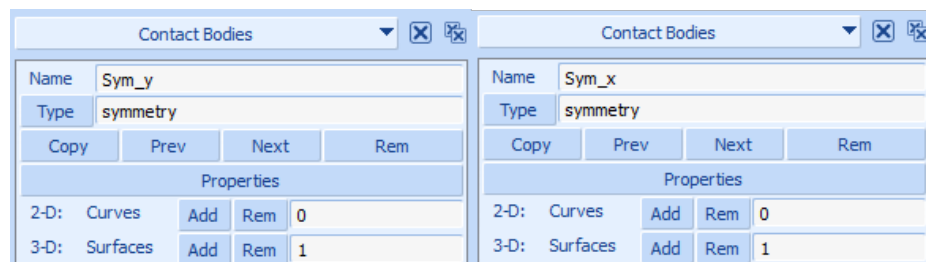 Contact Bodies
Name Sym_y
Type symmetry
Copy Prev Next Rem
Properties
2-D: Curves Add Rem 0
3-D: Surfaces Add Rem 1
Contact Bodies
Name Sym_x
Type symmetry
Copy Prev Next Rem
Properties
2-D: Curves Add Rem 0
3-D: Surfaces Add Rem 1